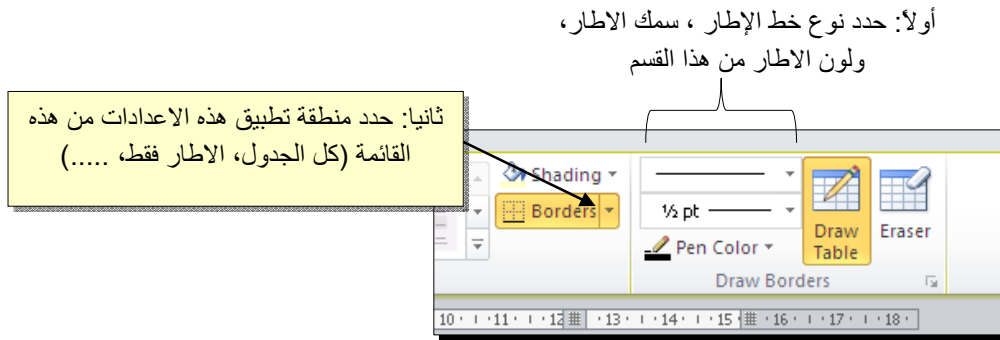 أولاً: حدد نوع خط الإطار ، سمك الاطار،
ولون الاطار من هذا القسم
ثانيا: حدد منطقة تطبيق هذه الاعدادات من هذه
القائمة (كل الجدول، الاطار فقط، .....)
Shading
Borders
½ pt
Pen Color
Draw
Table
Eraser
Draw Borders
10 11 12 13 14 15 16 17 18